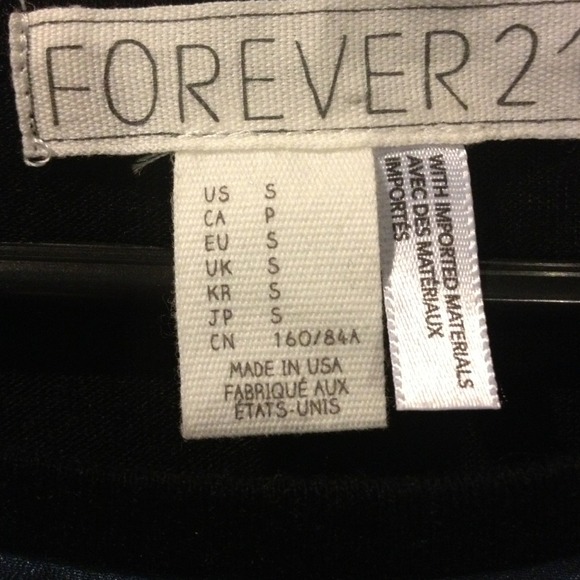 FOREVER 21
US S
CA P
EU S
UK S
KR S
JP S
CN 160/84A
MADE IN USA
FABRIQUÉ AUX
ÉTATS-UNIS
WITH IMPORTED MATERIALS
AVEC DES MATÉRIAUX
IMPORTÉS